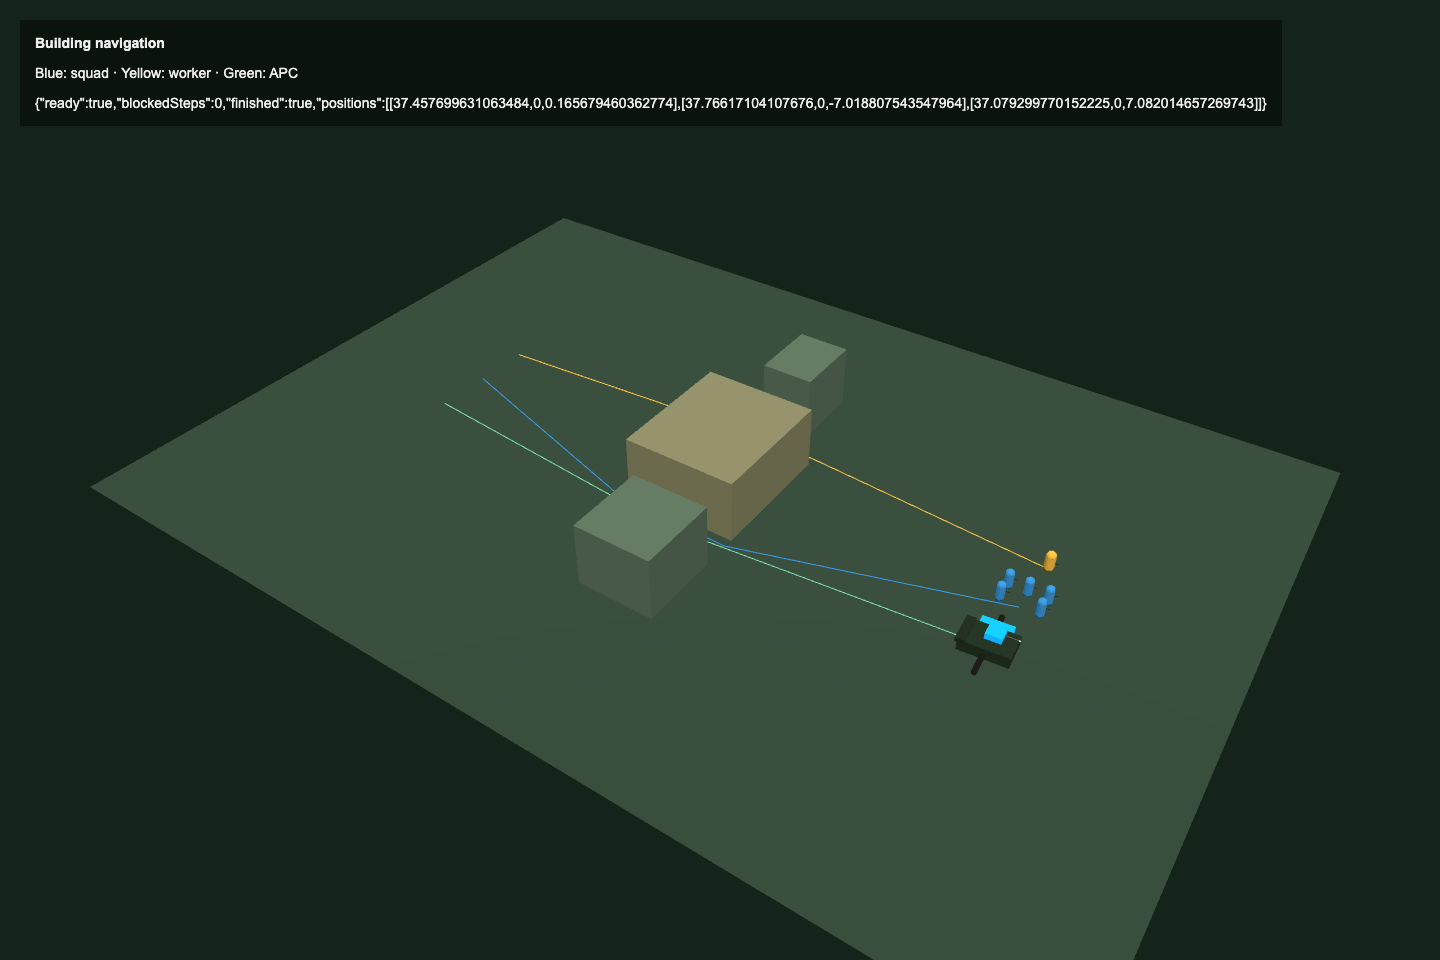 Building navigation
Blue: squad · Yellow: worker · Green: APC
{"ready":true,"blockedSteps":0,"finished":true,"positions":[[37.457699631063484,0,0.165679460362774],[37.76617104107676,0,-7.018807543547964],[37.079299770152225,0,7.082014657269743]]}